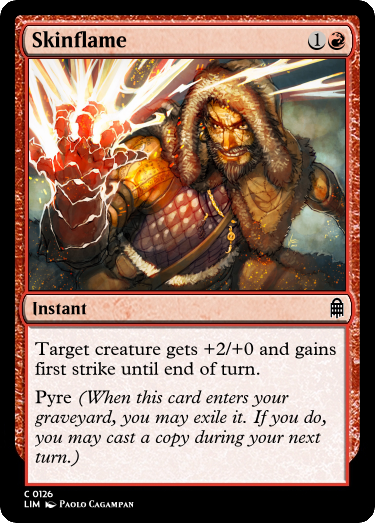 Skinflame 1
Instant
Target creature gets +2/+0 and gains
first strike until end of turn.
Pyre (When this card enters your
graveyard, you may exile it. If you do,
you may cast a copy during your next
turn.)
C 0126
LIM Paolo Cagampan